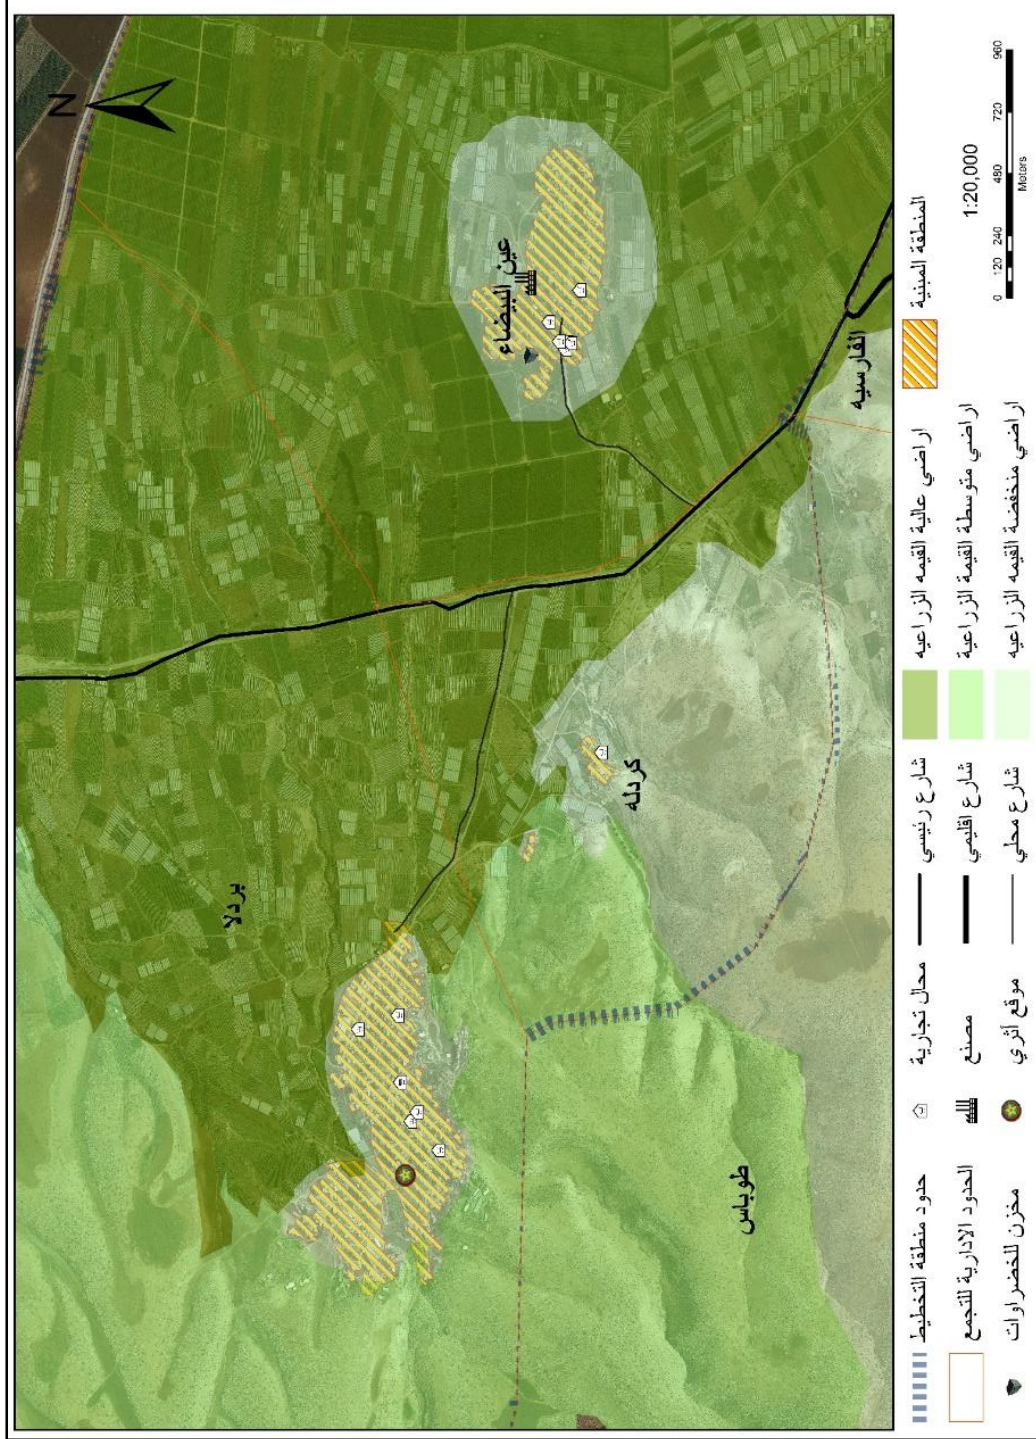 N
عين البيضاء
الفارسيه
بردلا
كردله
طوباس
حدود منطقة التخطيط
الحدود الادارية للتجمع
مخزن للخضراوات
محال تجارية
مصنع
موقع أثري
شارع رئيسي
شارع اقليمي
شارع محلي
اراضي عالية القيمه الزراعيه
اراضي متوسطة القيمة الزراعية
اراضي منخفضة القيمه الزراعيه
المنطقة المبنية
1:20,000
0 120 240 480 720 960
Meters